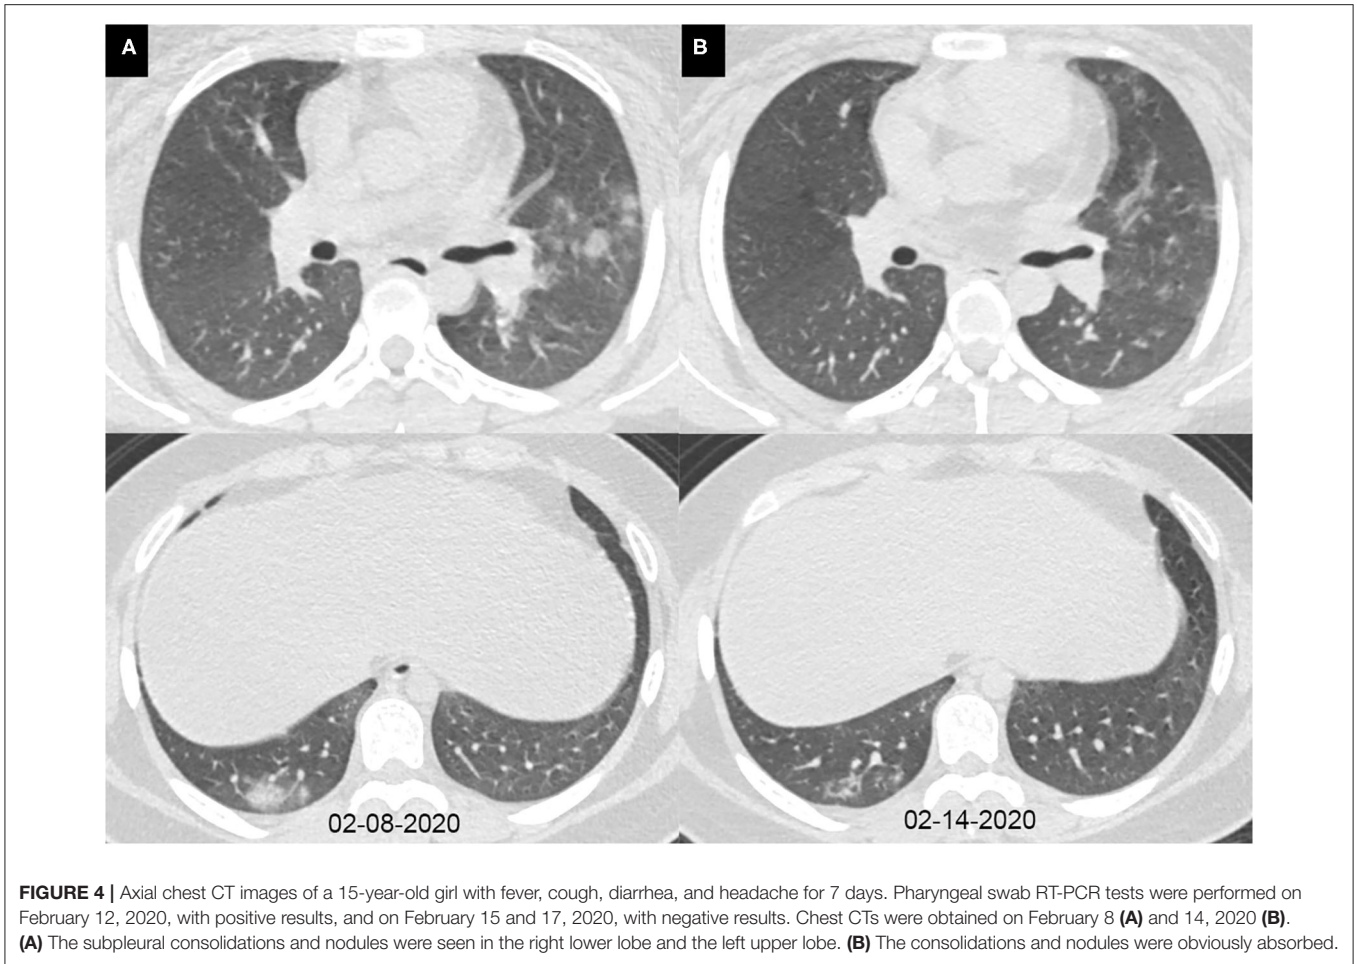 A
B
02-08-2020
02-14-2020
FIGURE 4 | Axial chest CT images of a 15-year-old girl with fever, cough, diarrhea, and headache for 7 days. Pharyngeal swab RT-PCR tests were performed on
February 12, 2020, with positive results, and on February 15 and 17, 2020, with negative results. Chest CTs were obtained on February 8 (A) and 14, 2020 (B).
(A) The subpleural consolidations and nodules were seen in the right lower lobe and the left upper lobe. (B) The consolidations and nodules were obviously absorbed.